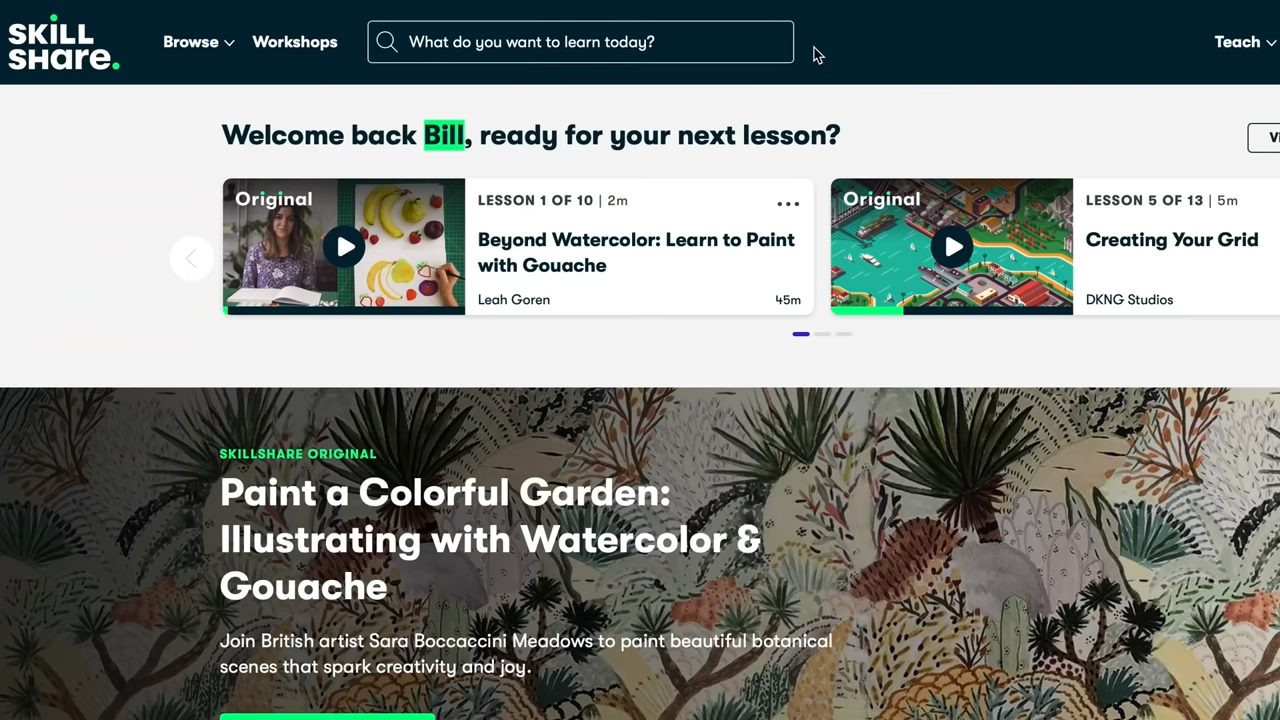 SKILL
SHARE.
Browse
Workshops
What do you want to learn today?
Teach
Welcome back Bill, ready for your next lesson?
Original
LESSON 1 OF 10 | 2m
Beyond Watercolor: Learn to Paint
with Gouache
Leah Goren
45m
Original
LESSON 5 OF 13 | 5m
Creating Your Grid
DKNG Studios
SKILLSHARE ORIGINAL
Paint a Colorful Garden:
Illustrating with Watercolor &
Gouache
Join British artist Sara Boccaccini Meadows to paint beautiful botanical
scenes that spark creativity and joy.